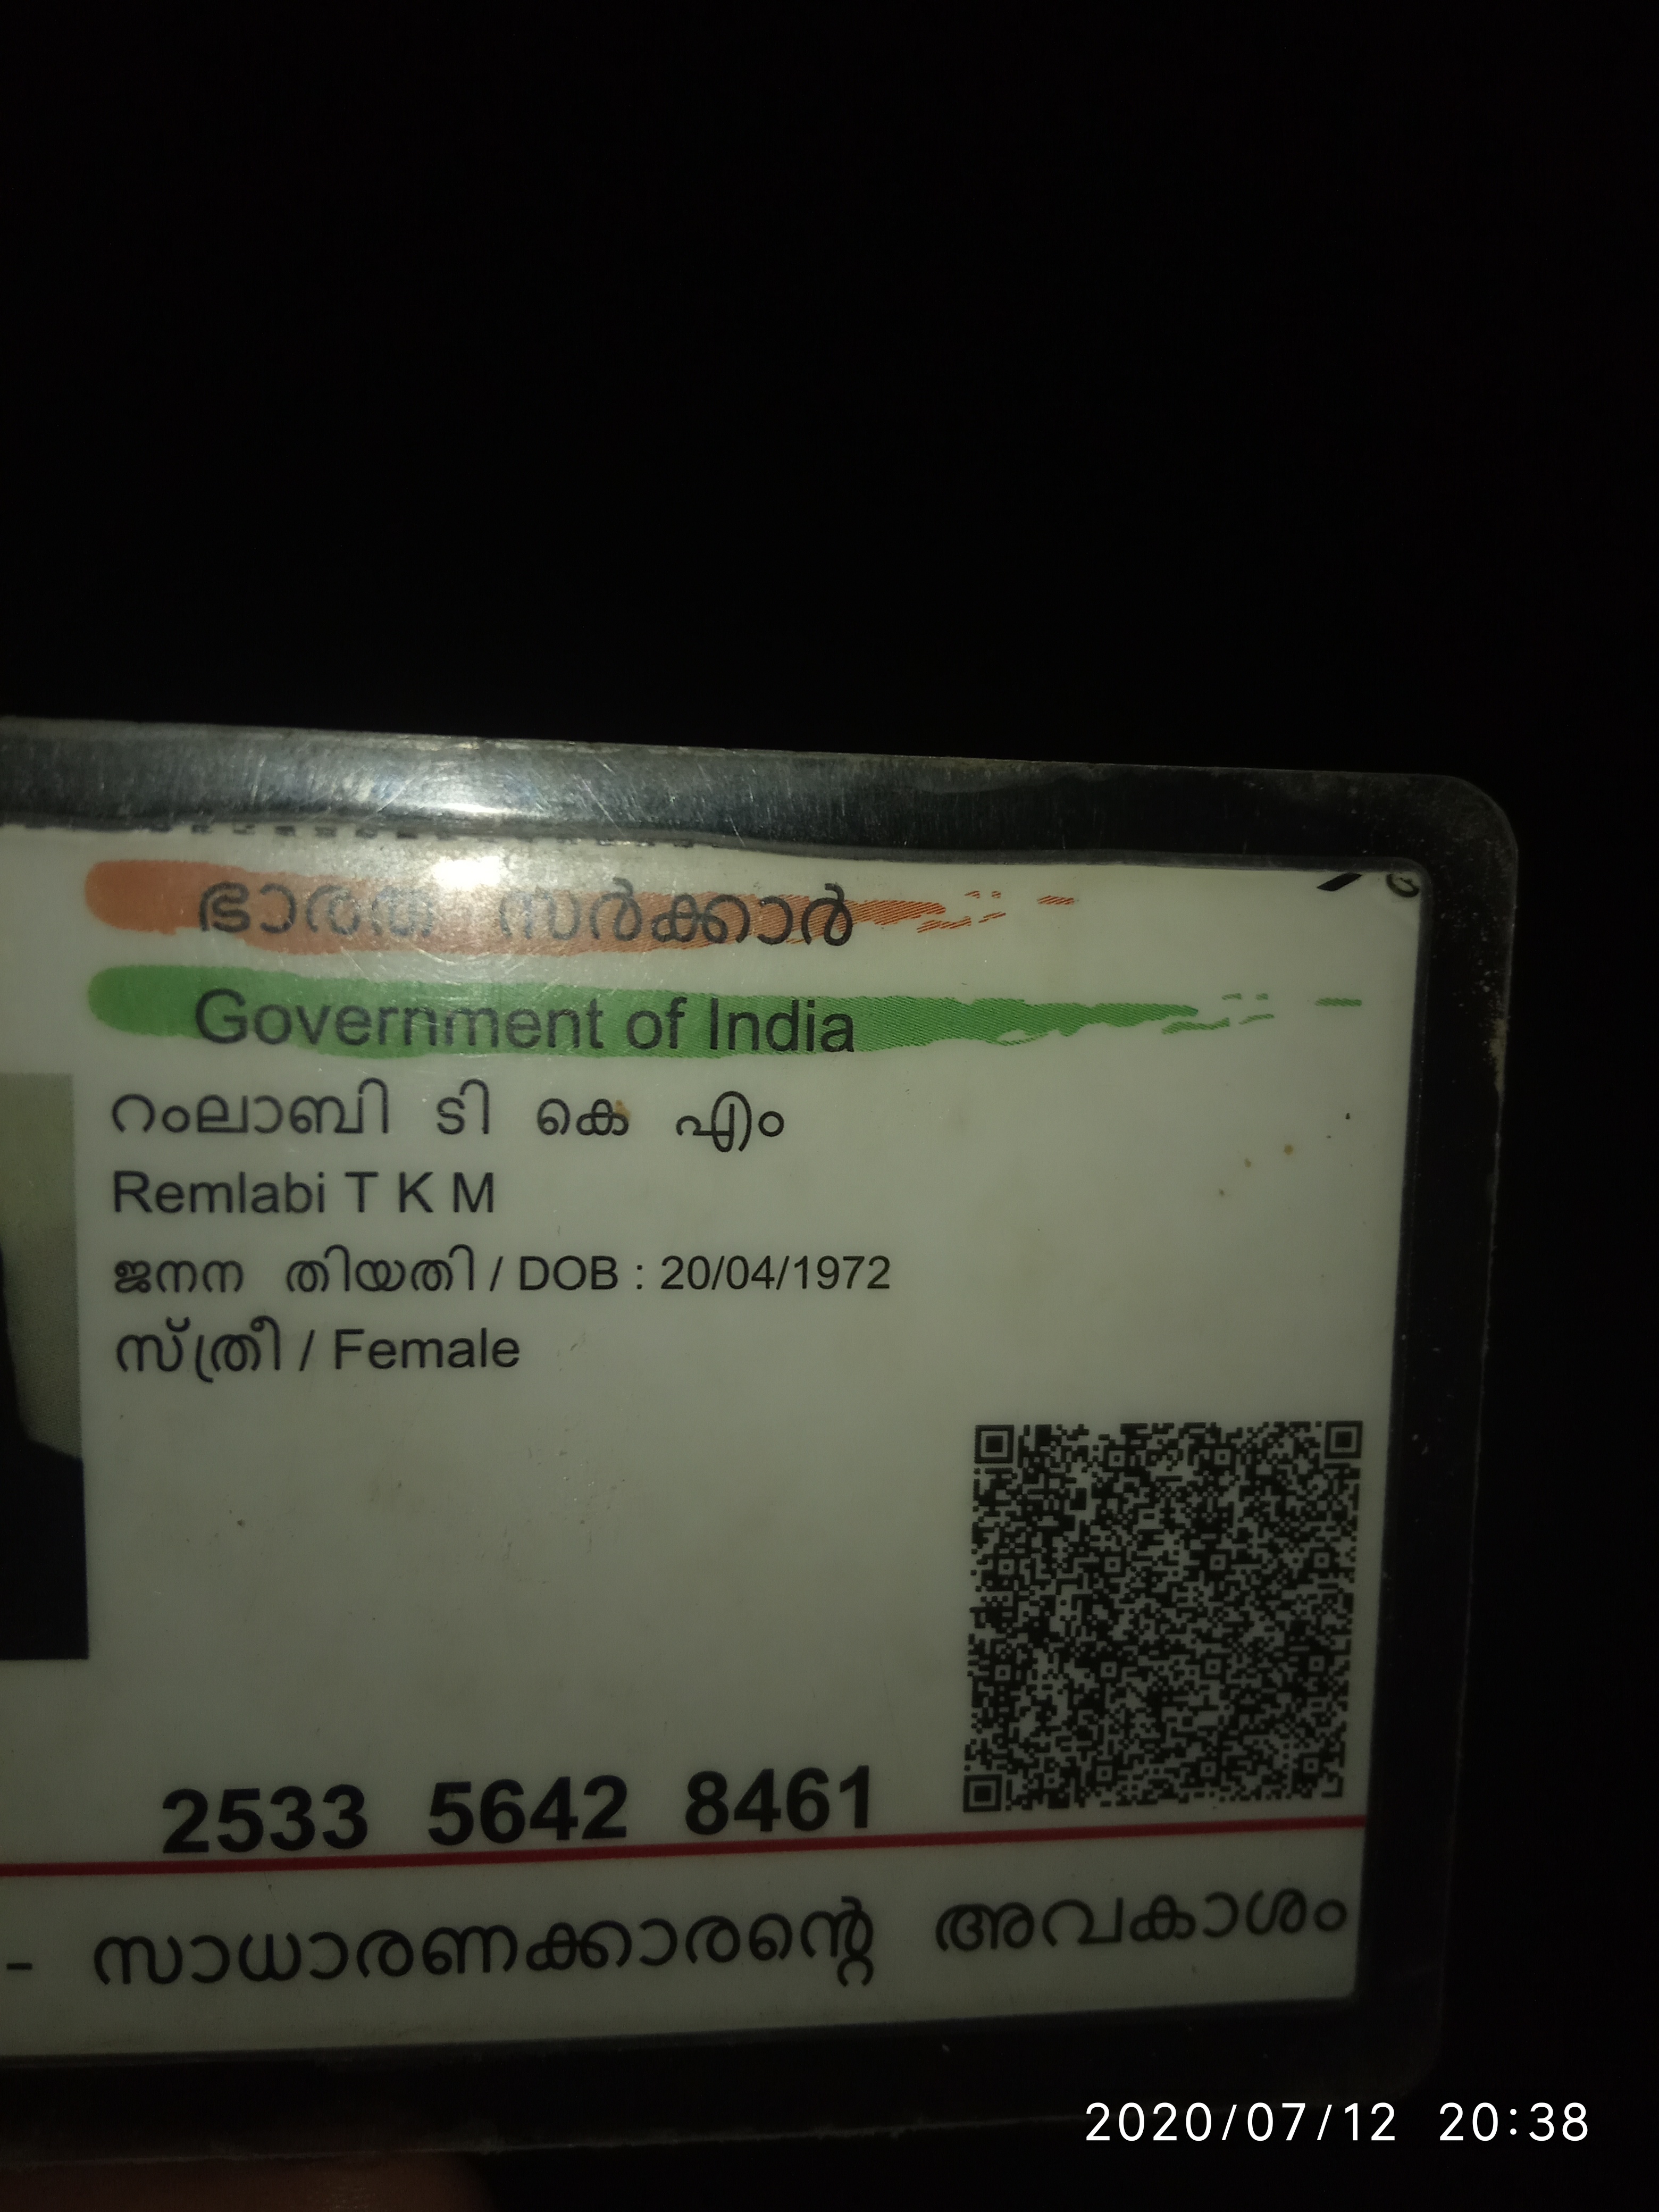 ഭാരത സർക്കാർ
Government of India
റംലാബി ടി കെ എം
Remlabi T K M
ജനന തിയതി / DOB : 20/04/1972
സ്ത്രീ / Female
2533 5642 8461
- സാധാരണക്കാരന്റെ അവകാശം
2020/07/12 20:38